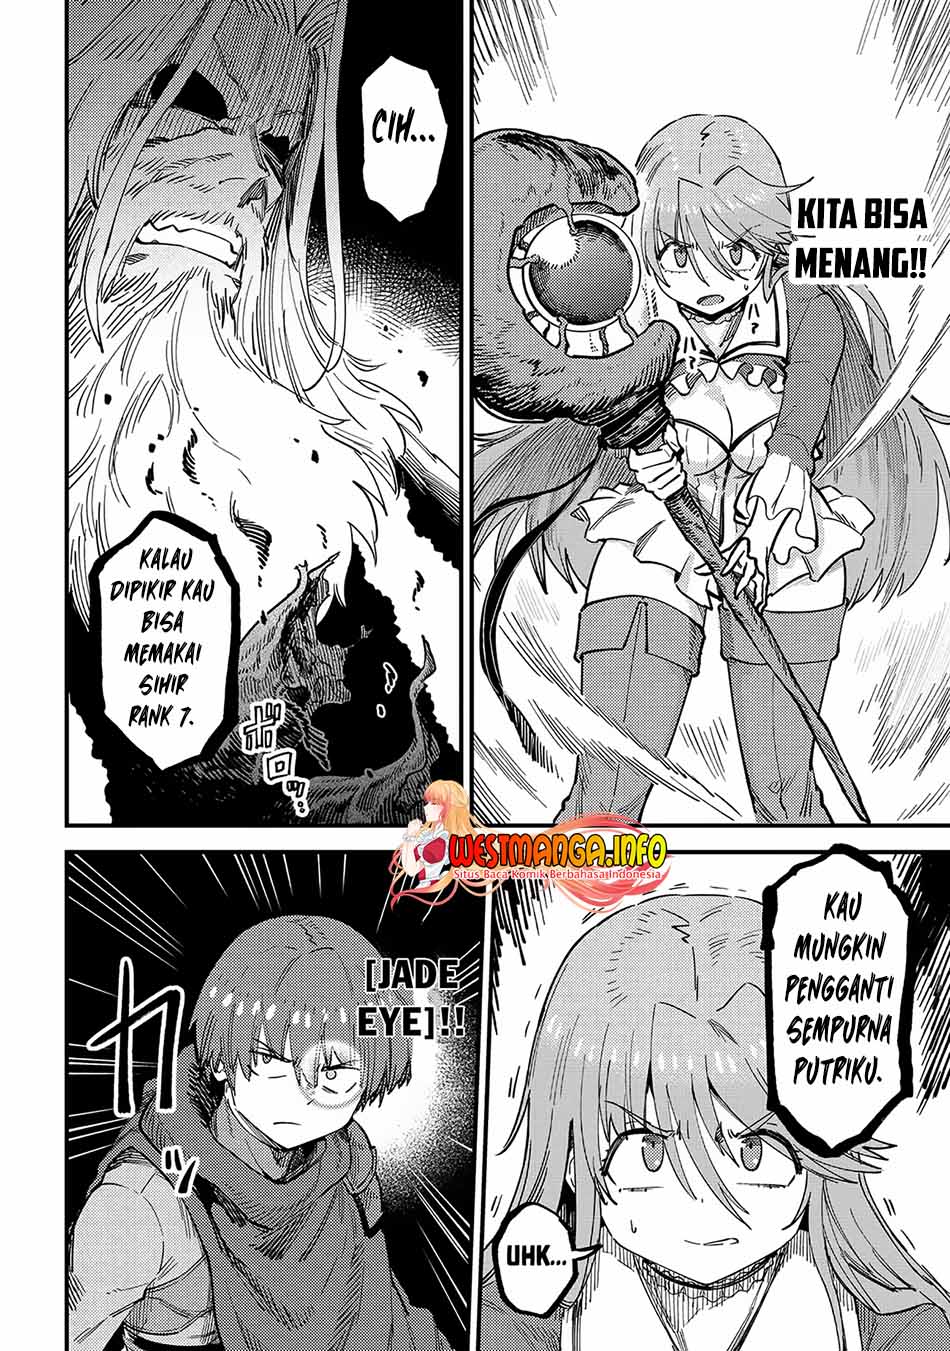 KITA BISA
MENANG!!
CIH...
KALAU
DIPIKIR KAU
BISA
MEMAKAI
SIHIR
RANK 7.
ボロ
ッ…
WESTMANGA.INFO
Situs Baca Komik Berbahasa Indonesia
KAU
MUNGKIN
PENGGANTI
SEMPURNA
PUTRIKU.
UHK...
[JADE
EYE]!!
カ
ッ